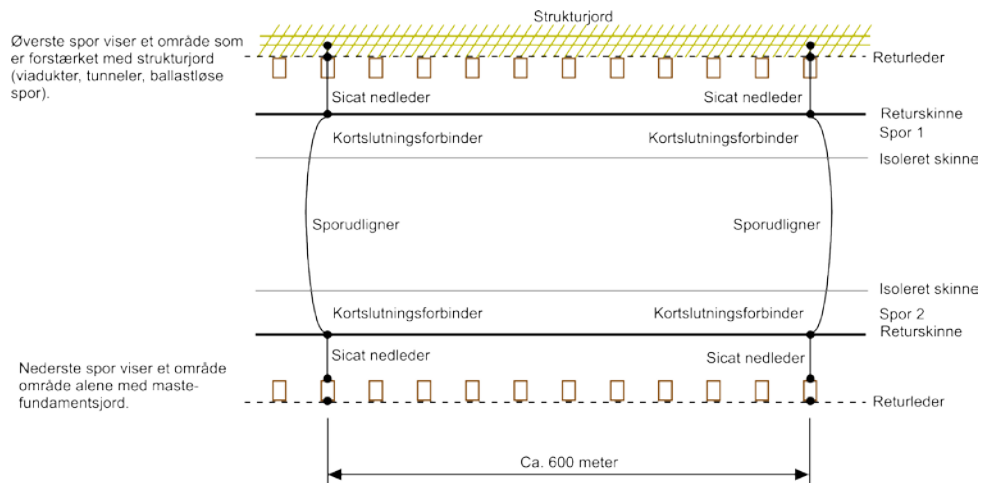 Strukturjord
Øverste spor viser et område som
er forstærket med strukturjord
(viadukter, tunneler, ballastløse
spor).
Returleder
Sicat nedleder
Sicat nedleder
Returskinne
Spor 1
Kortslutningsforbinder
Kortslutningsforbinder
Isoleret skinne
Sporudligner
Sporudligner
Isoleret skinne
Kortslutningsforbinder
Kortslutningsforbinder
Spor 2
Returskinne
Sicat nedleder
Sicat nedleder
Nederste spor viser et område
område alene med maste-
fundamentsjord.
Returleder
Ca. 600 meter